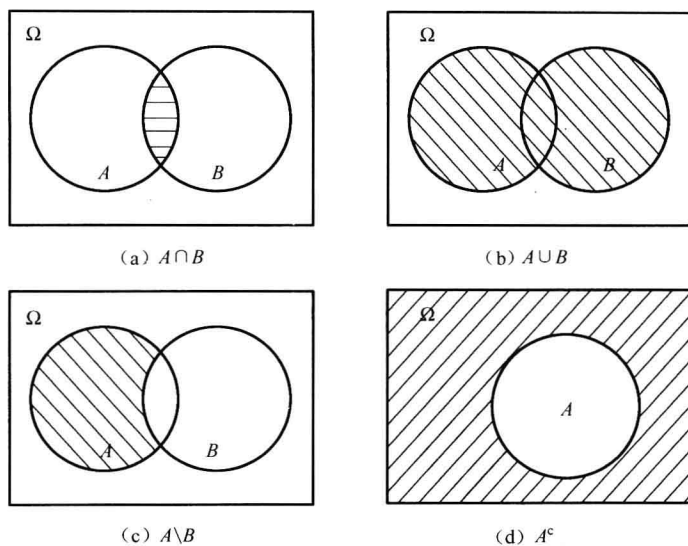 Ω Ω
A B A B
(a) A∩B (b) A∪B
Ω Ω
A B A
(c) A\B (d) Aᶜ